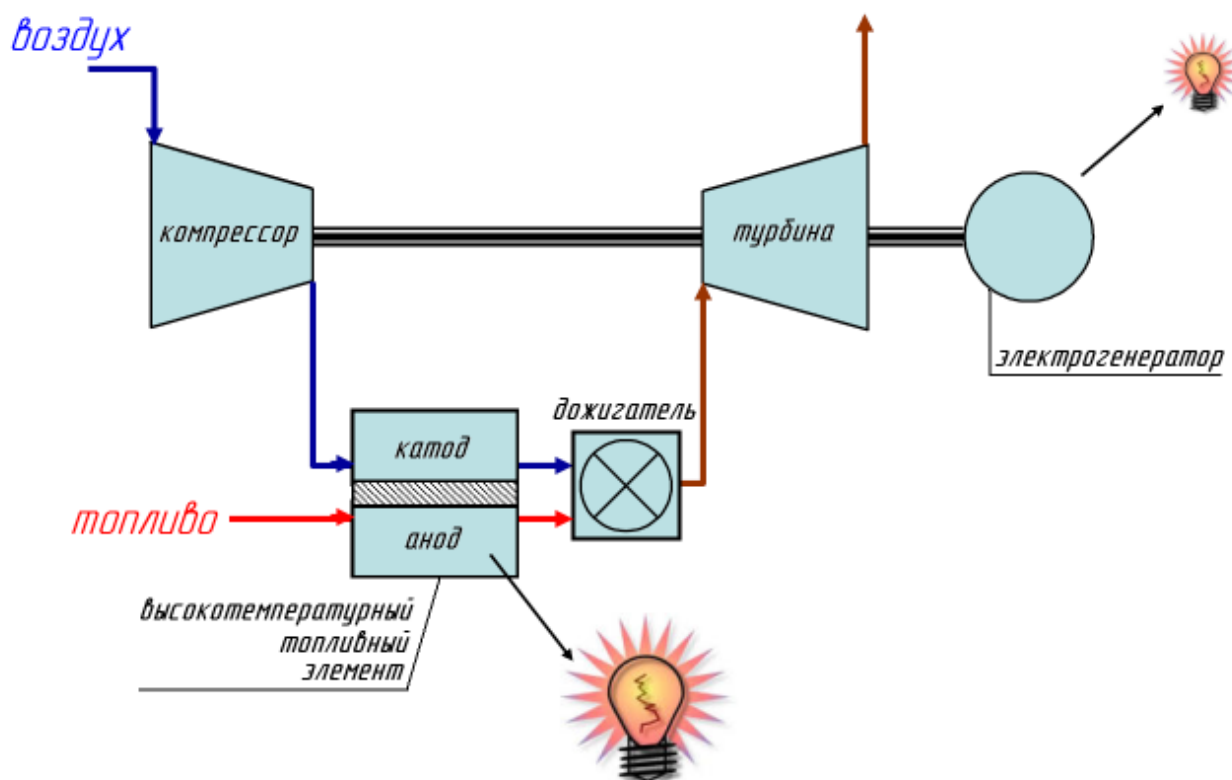 воздух
компрессор
турбина
электрогенератор
дожигатель
катод
топливо
анод
высокотемпературный
топливный
элемент